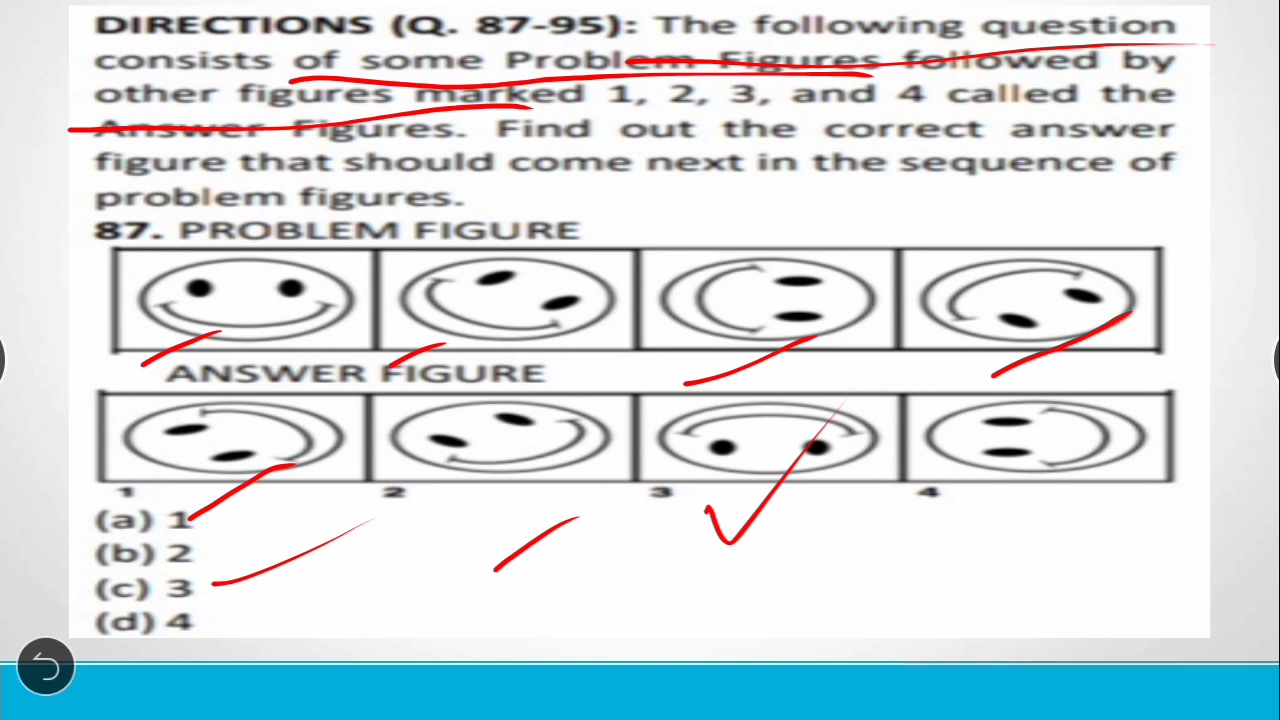 DIRECTIONS (Q. 87-95): The following question
consists of some Problem Figures followed by
other figures marked 1, 2, 3, and 4 called the
Answer Figures. Find out the correct answer
figure that should come next in the sequence of
problem figures.
87. PROBLEM FIGURE
ANSWER FIGURE
1 2 3 4
(a) 1
(b) 2
(c) 3
(d) 4